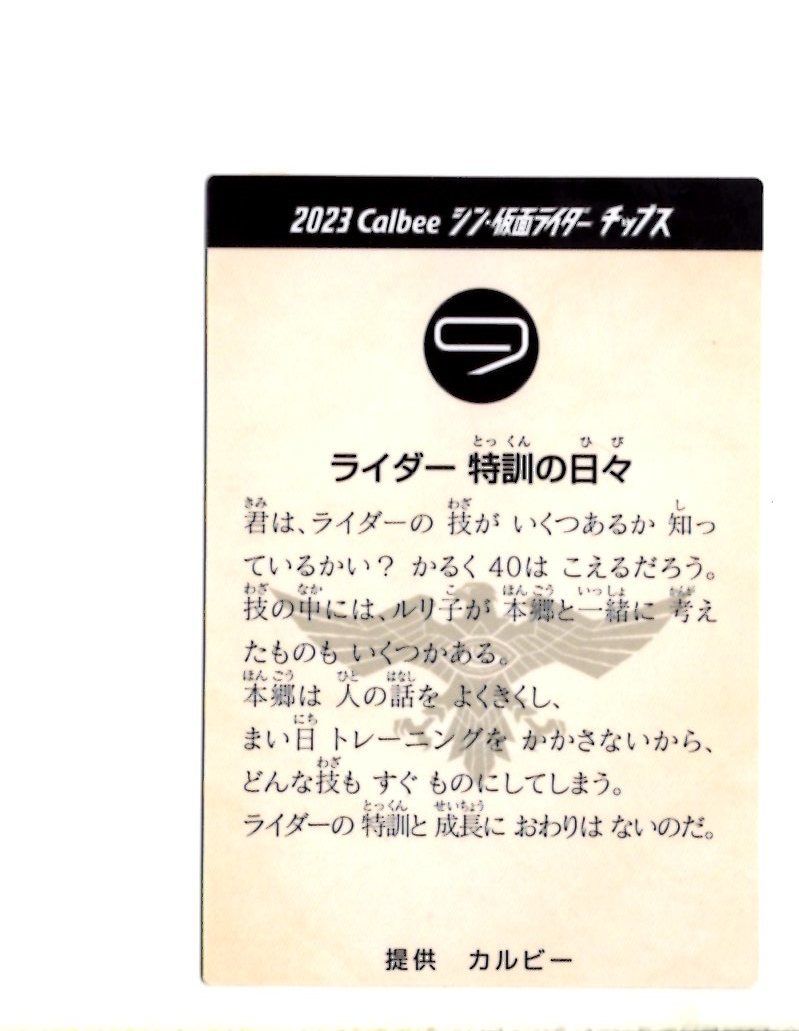 2023 Calbee シン・仮面ライダー チップス
9
ライダー 特訓の日々
君は、ライダーの 技が いくつあるか 知っ
ているかい？ かるく 40は こえるだろう。
技の中には、ルリ子が 本郷と一緒に 考え
たものも いくつかある。
本郷は 人の話を よくきくし、
まい日 トレーニングを かかさないから、
どんな技も すぐ ものにしてしまう。
ライダーの 特訓と 成長に おわりは ないのだ。
提供 カルビー